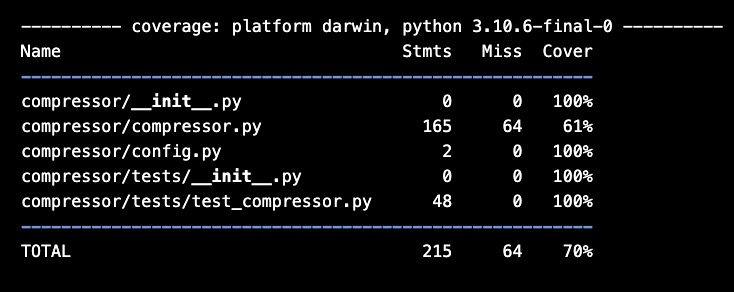 ---------- coverage: platform darwin, python 3.10.6-final-0 ----------
Name Stmts Miss Cover
compressor/__init__.py 0 0 100%
compressor/compressor.py 165 64 61%
compressor/config.py 2 0 100%
compressor/tests/__init__.py 0 0 100%
compressor/tests/test_compressor.py 48 0 100%
TOTAL 215 64 70%